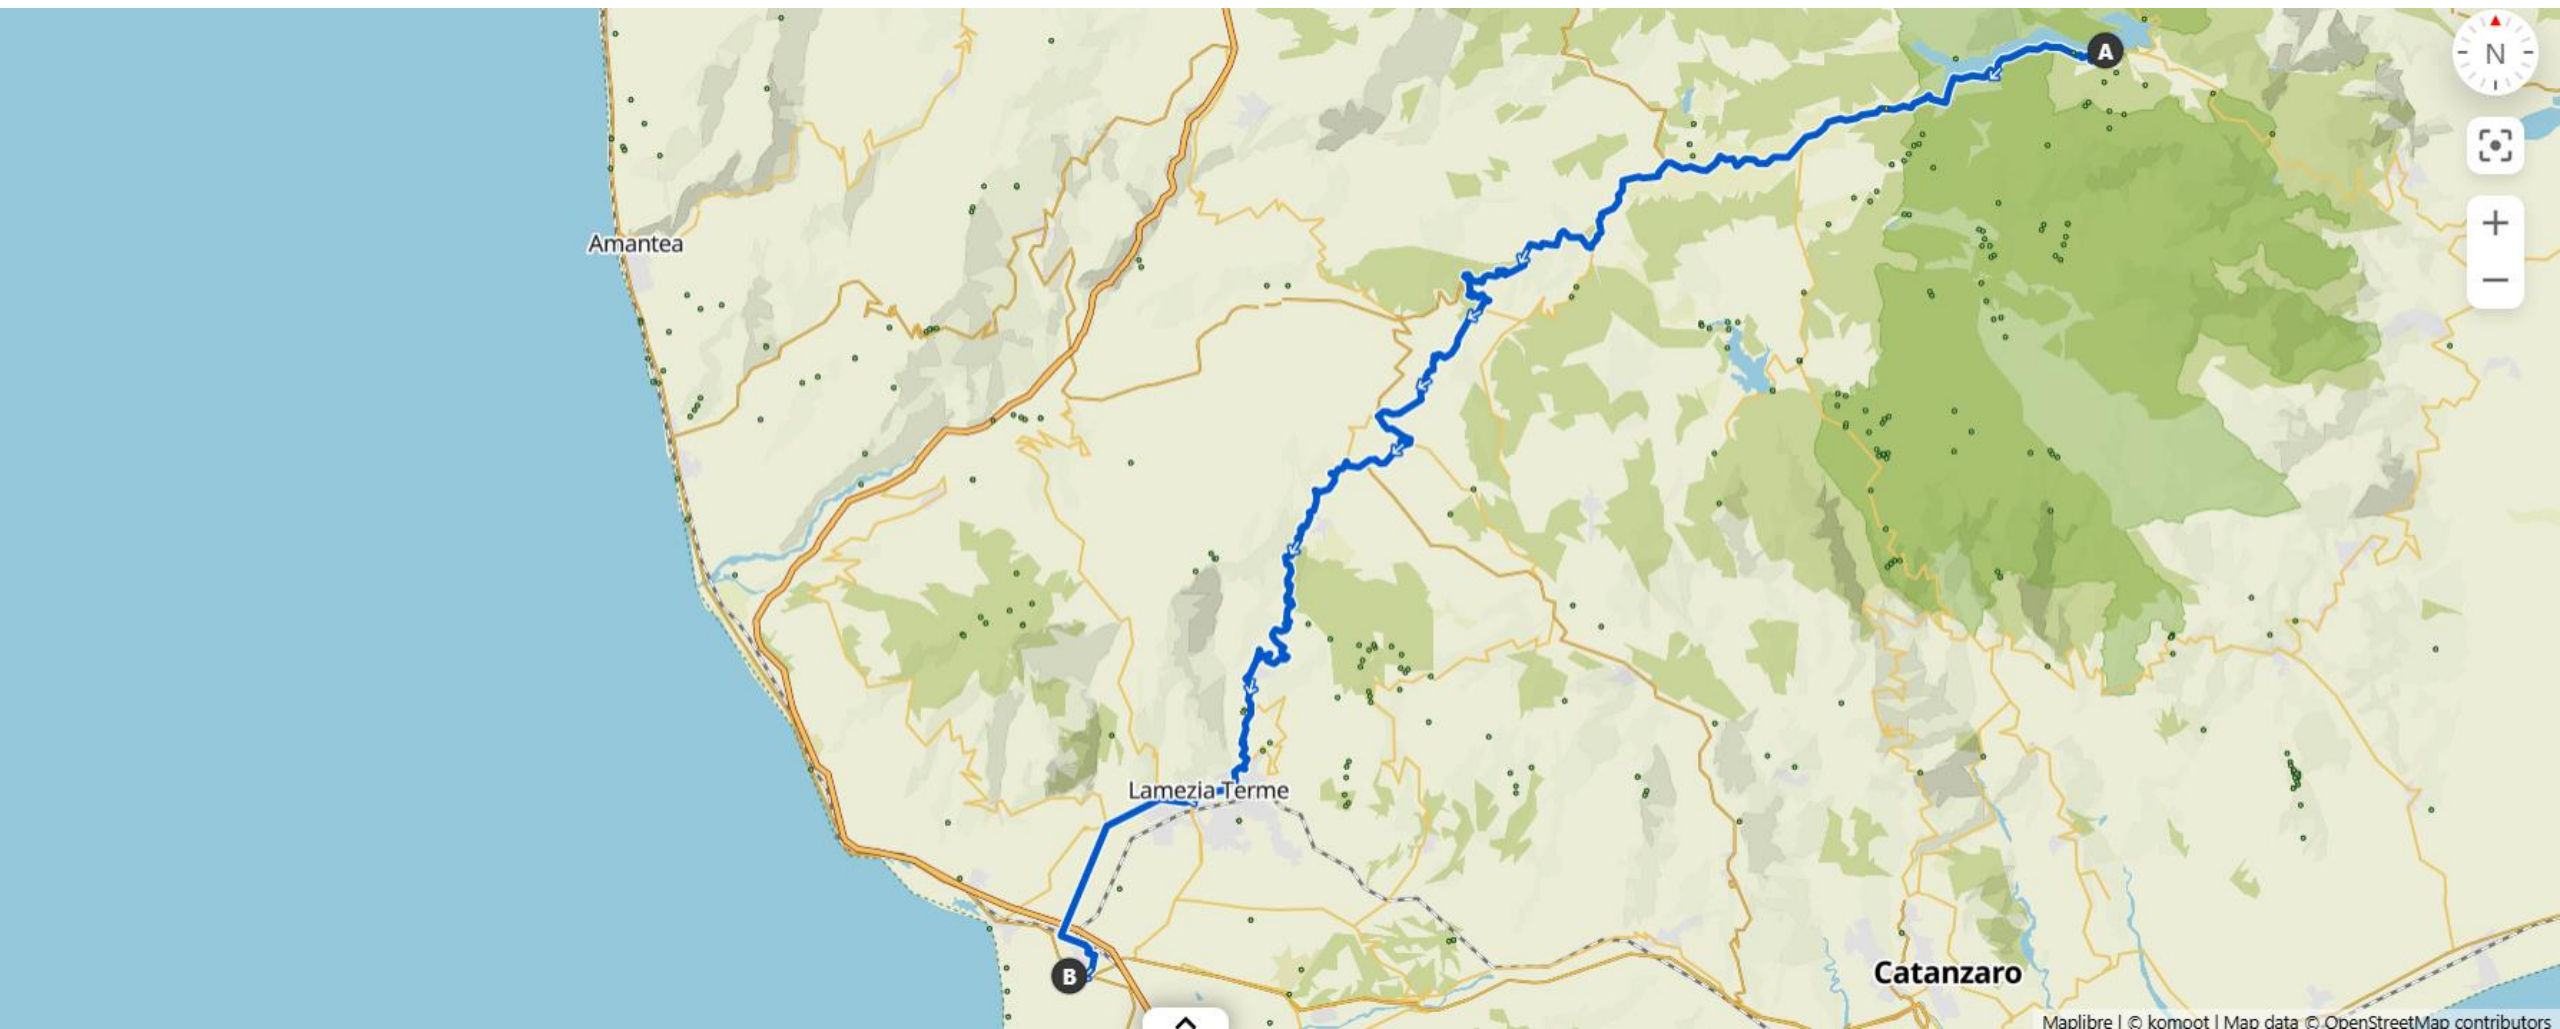 A
N
+
−
Amantea
Lamezia Terme
B
Catanzaro
Maplibre | © komoot | Map data © OpenStreetMap contributors